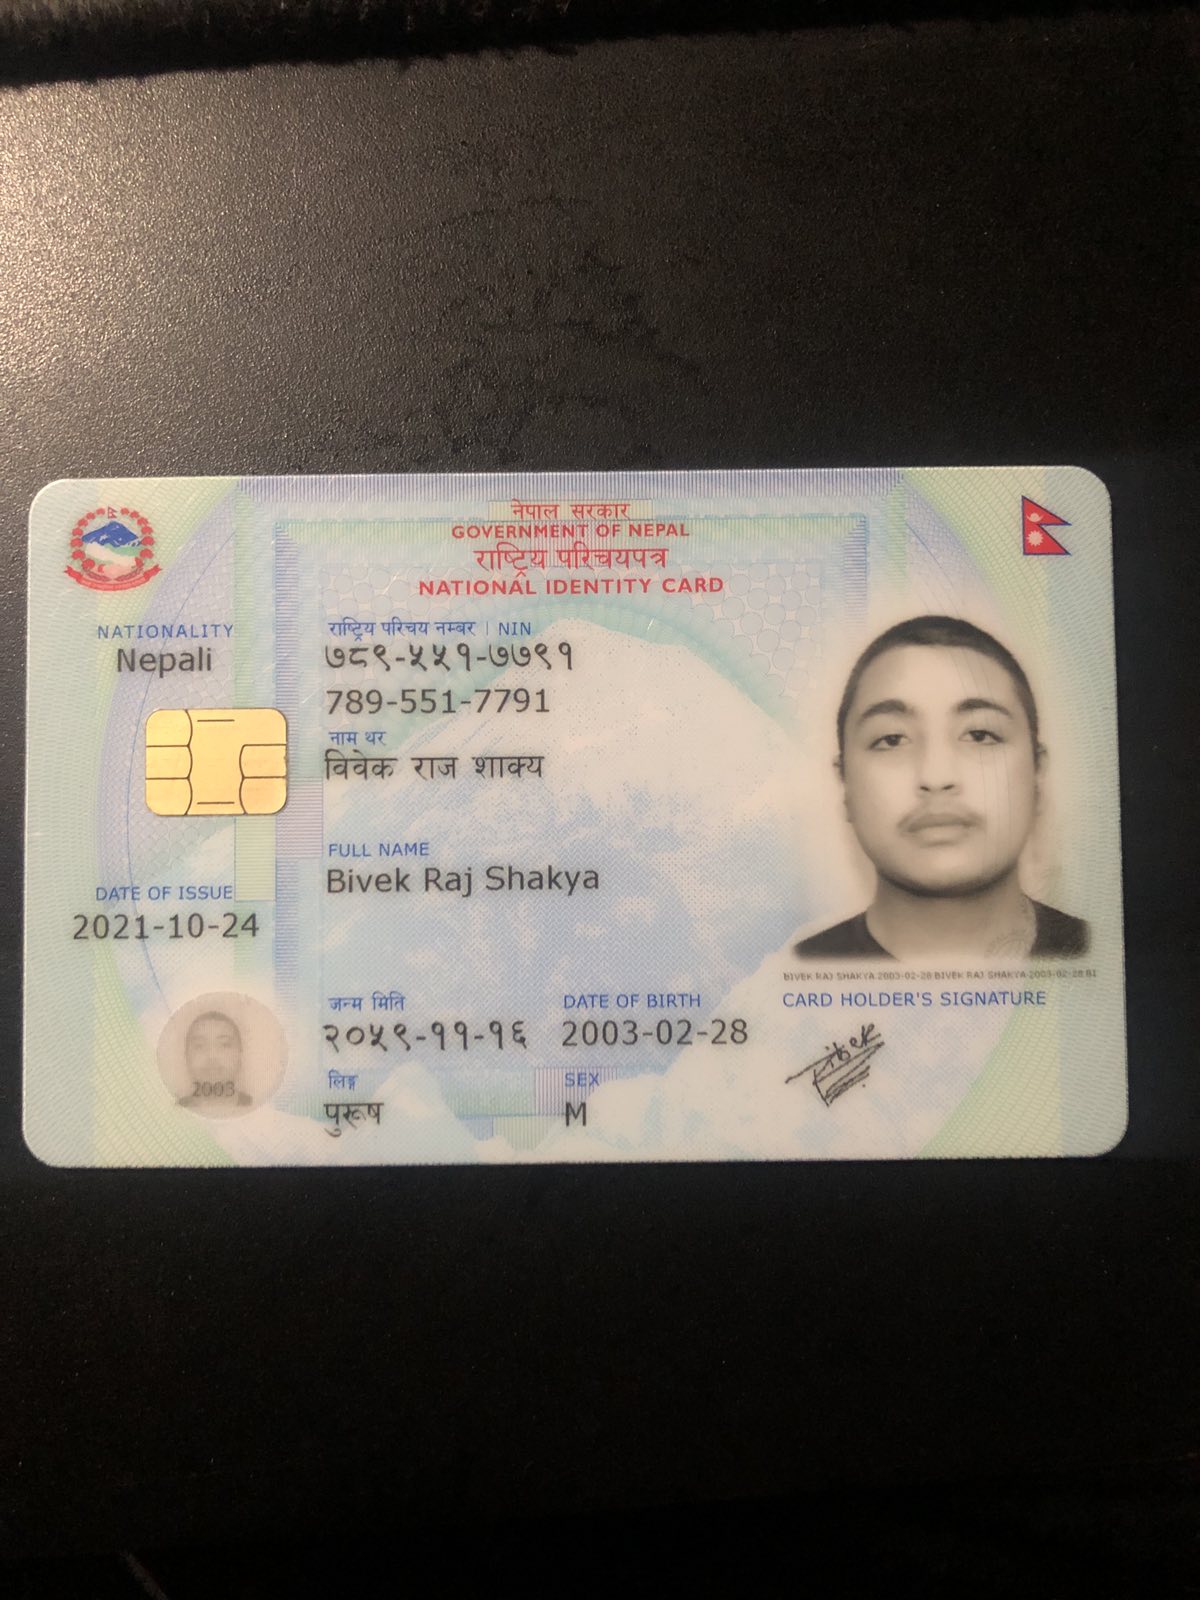 नेपाल सरकार
GOVERNMENT OF NEPAL
राष्ट्रिय परिचयपत्र
NATIONAL IDENTITY CARD
NATIONALITY
Nepali
राष्ट्रिय परिचय नम्बर | NIN
७८९-५५१-७७९१
789-551-7791
नाम थर
विवेक राज शाक्य
FULL NAME
Bivek Raj Shakya
DATE OF ISSUE
2021-10-24
जन्म मिति
२०५९-११-१६
DATE OF BIRTH
2003-02-28
लिङ्ग
पुरूष
SEX
M
BIVEK RAJ SHAKYA 2003-02-28 BIVEK RAJ SHAKYA 2003-02-28 BI
CARD HOLDER'S SIGNATURE
2003